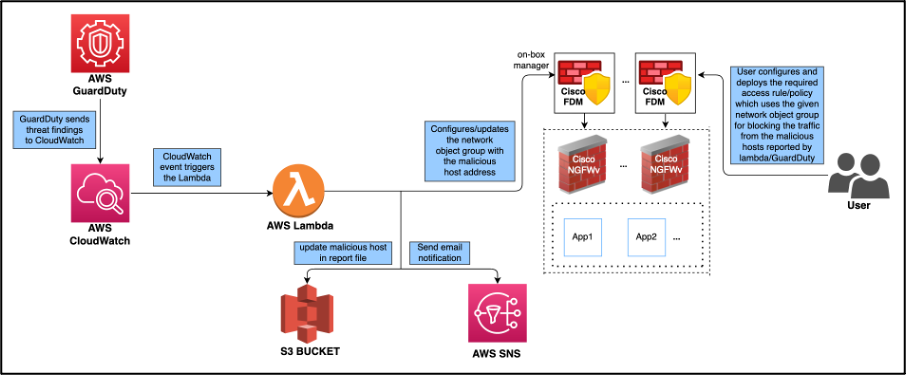 AWS
GuardDuty
GuardDuty sends
threat findings
to CloudWatch
AWS
CloudWatch
CloudWatch
event triggers
the Lambda
AWS Lambda
update malicious host
in report file
Send email
notification
S3 BUCKET
AWS SNS
Configures/updates
the network
object group with
the malicious
host address
on-box
manager
Cisco
FDM
...
Cisco
FDM
Cisco
NGFWv
...
Cisco
NGFWv
App1
App2
...
User configures and
deploys the required
access rule/policy
which uses the given
network object group
for blocking the traffic
from the malicious
hosts reported by
lambda/GuardDuty
User